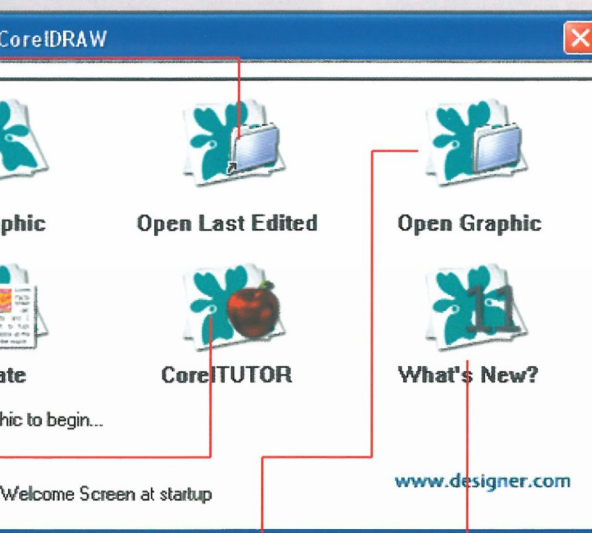 CorelDRAW
phic
Open Last Edited
Open Graphic
11
ate
CorelTUTOR
What's New?
hic to begin...
www.designer.com
Welcome Screen at startup